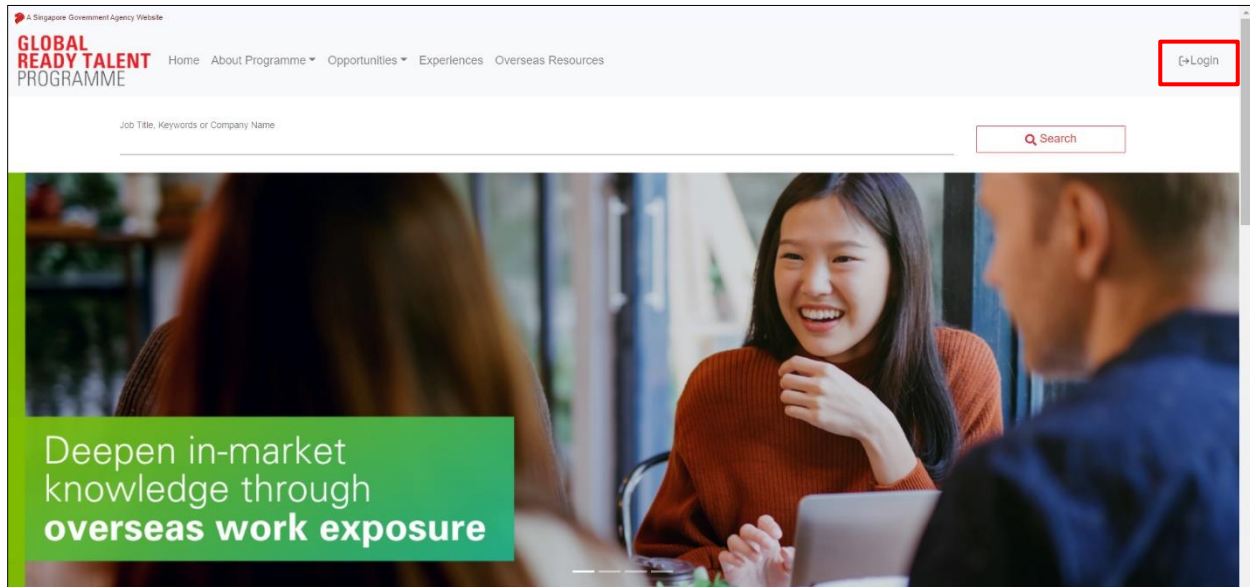 A Singapore Government Agency Website
GLOBAL
READY TALENT
PROGRAMME
Home About Programme Opportunities Experiences Overseas Resources
Login
Job Title, Keywords or Company Name
Search
Deepen in-market
knowledge through
overseas work exposure